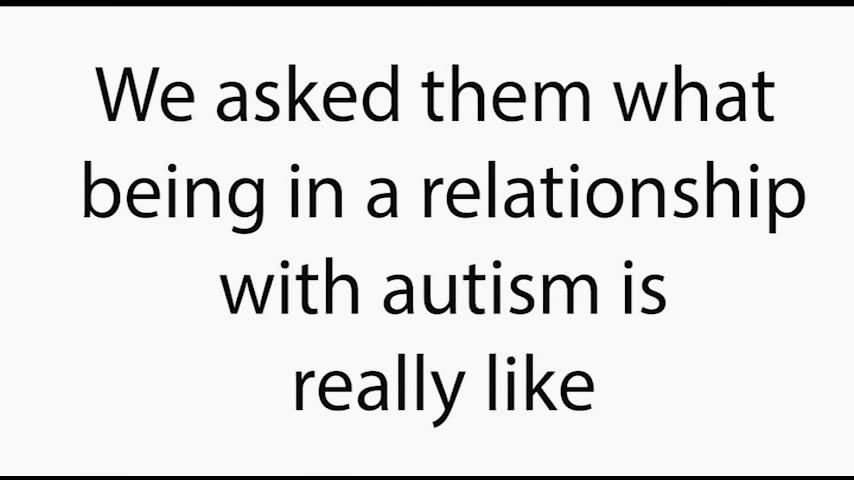 We asked them what
being in a relationship
with autism is
really like